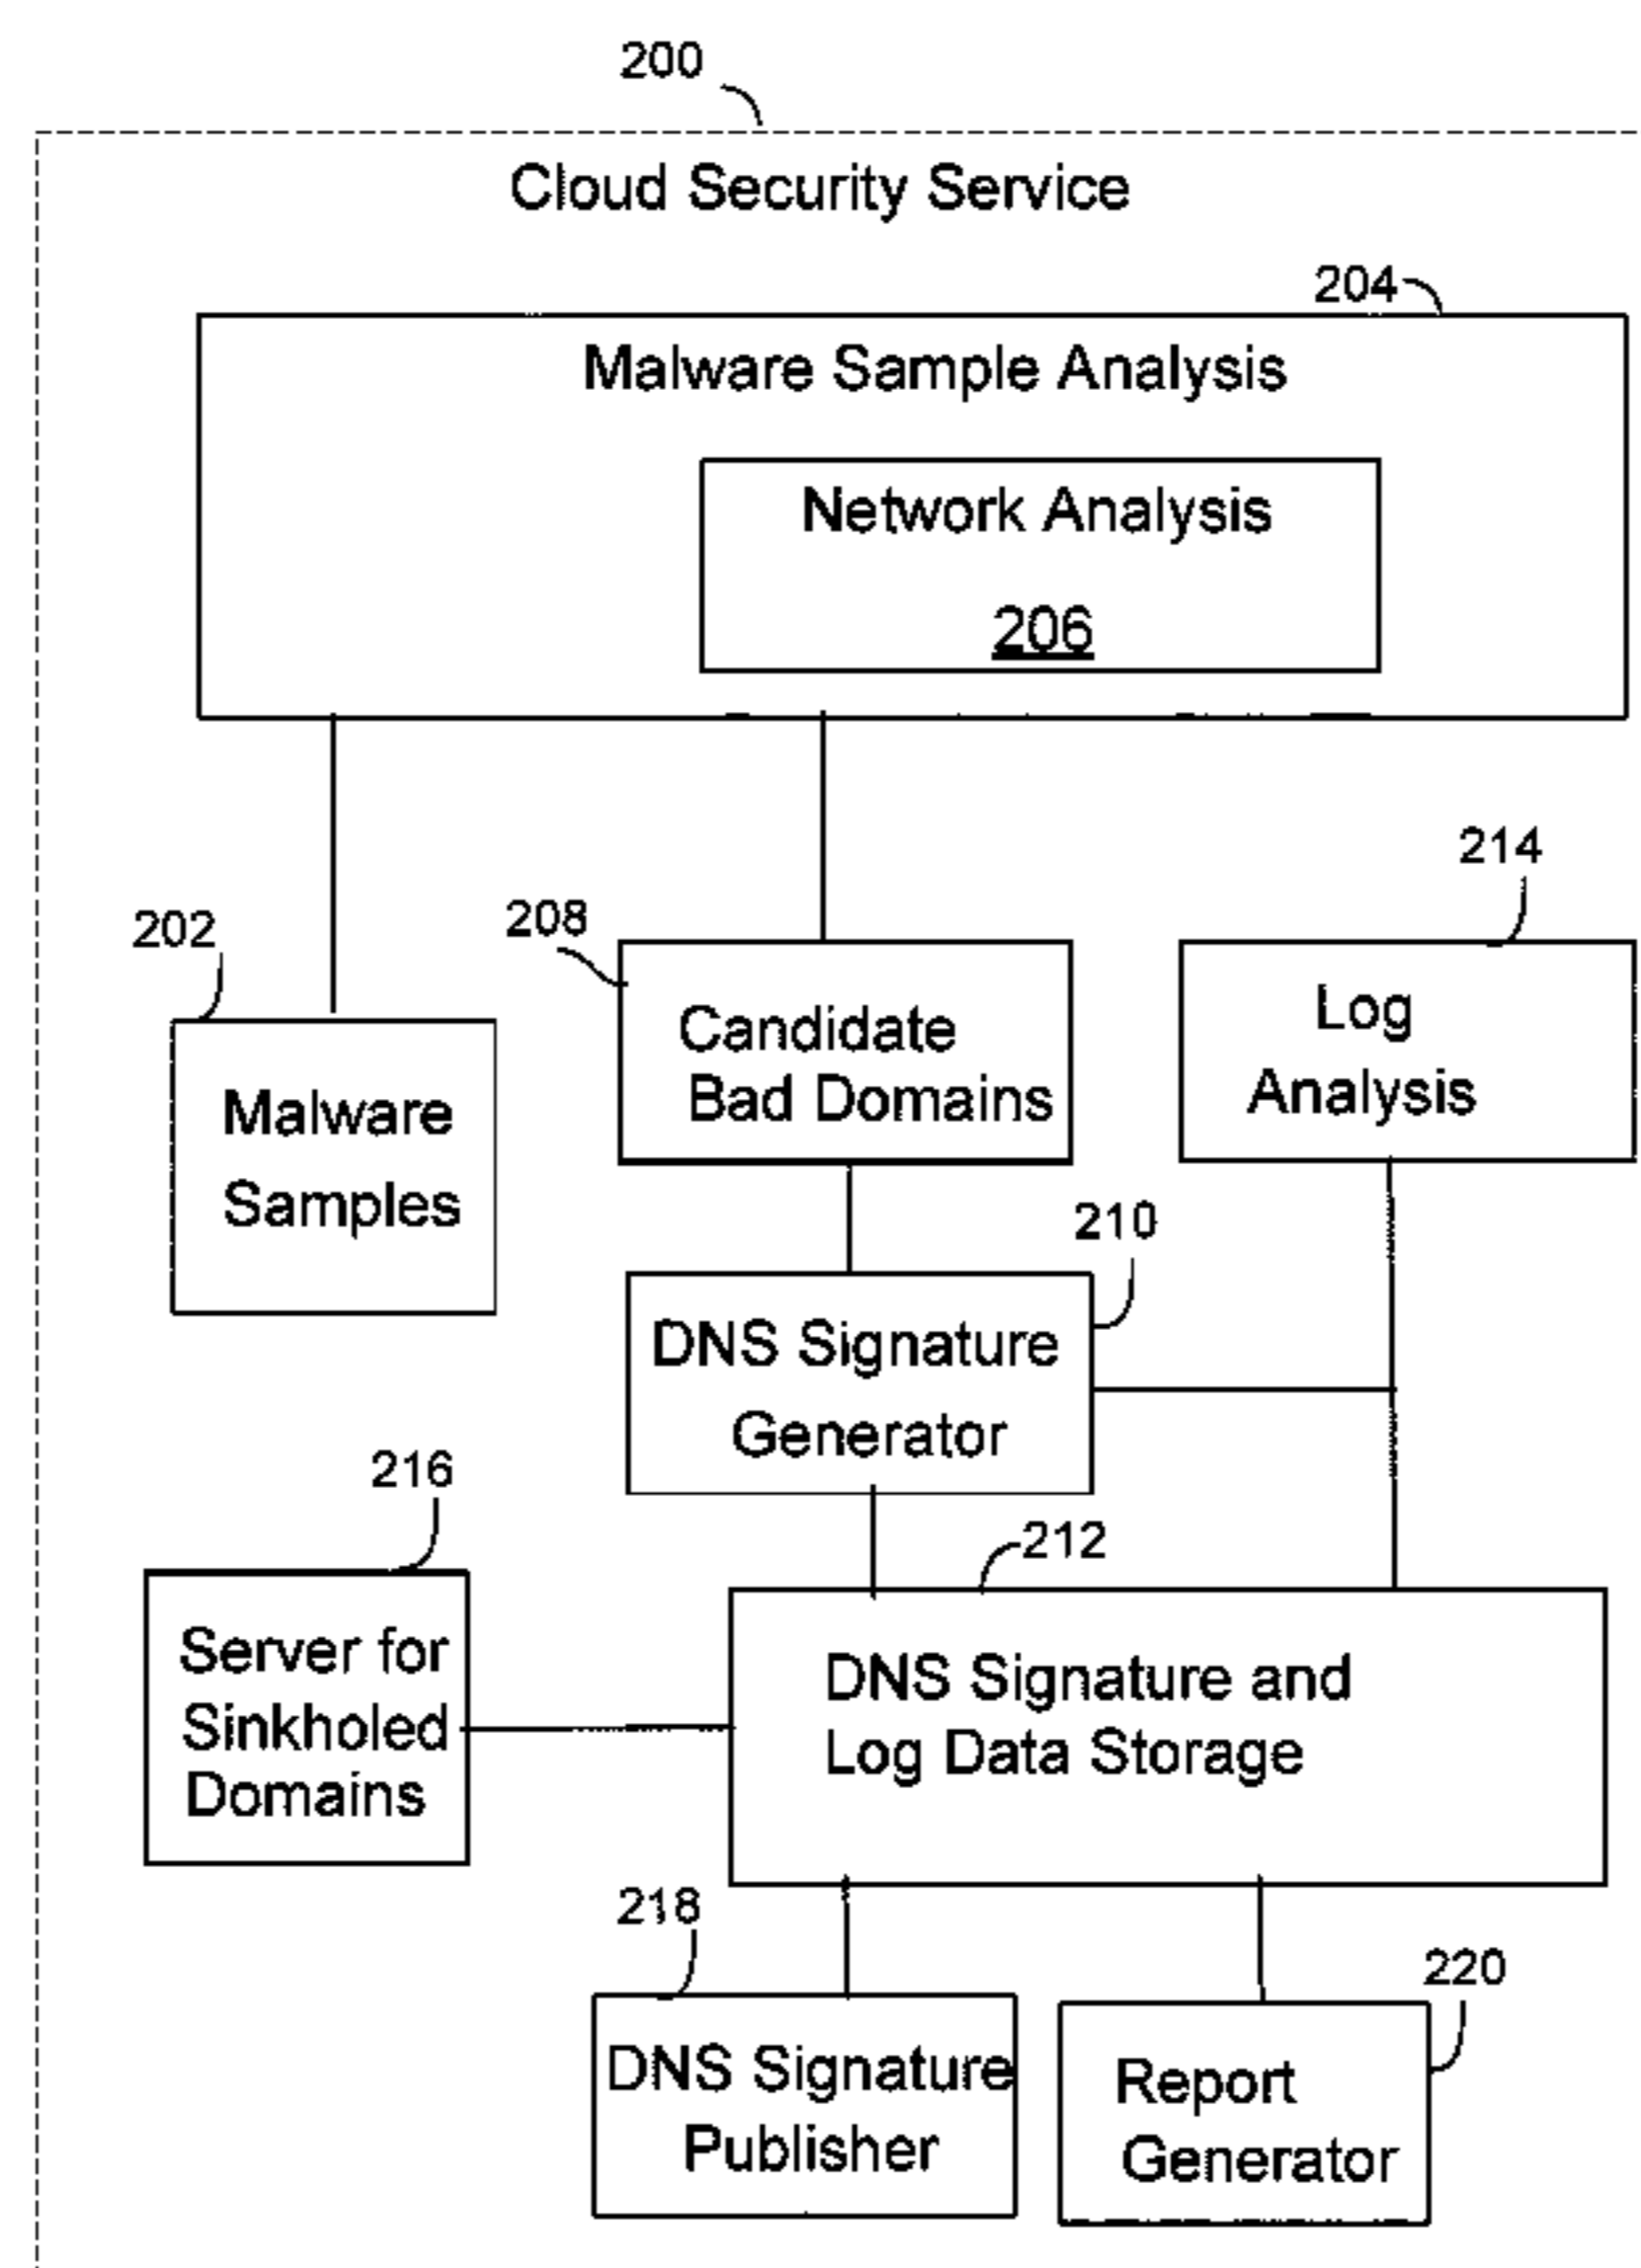 200
Cloud Security Service
204
Malware Sample Analysis
Network Analysis
206
214
202
208
Log
Analysis
Candidate
Bad Domains
Malware
Samples
210
DNS Signature
Generator
216
212
Server for
Sinkholed
Domains
DNS Signature and
Log Data Storage
218
220
DNS Signature
Publisher
Report
Generator